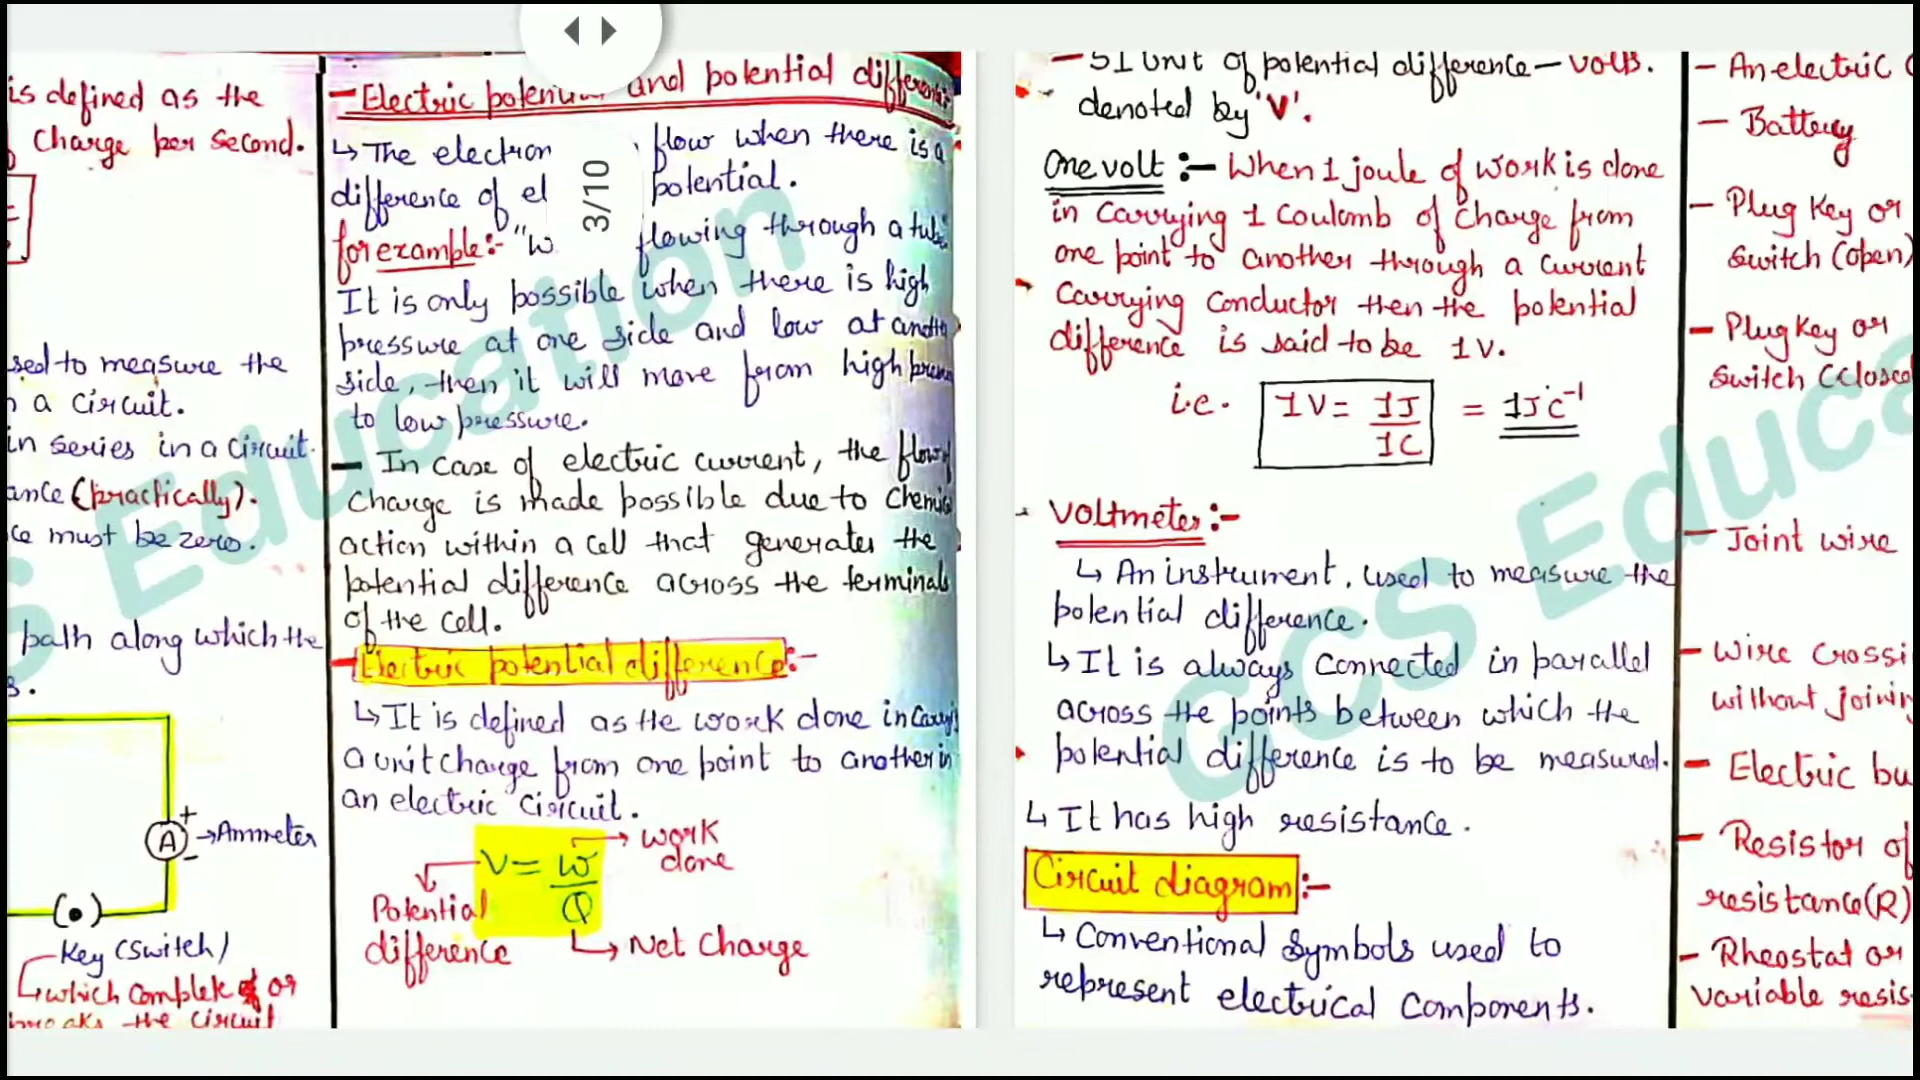 is defined as the
Charge per second.
sed to measure the
a circuit.
in series in a circuit.
ance (practically).
ce must be zero.
path along which the
s.
+
A → Ammeter
-
(•)
Key (Switch)
↳ which complete or
breaks the circuit
- Electric potential and potential difference:-
↳ The electron flow when there is a
difference of el potential.
for example:- "w flowing through a tube
It is only possible when there is high
pressure at one side and low at anoth
side, then it will move from high
to low pressure.
- In case of electric current, the flow of
Charge is made possible due to Chemical
action within a cell that generates the
potential difference across the terminals
of the cell.
- Electric potential difference:-
↳ It is defined as the work done in Carryi
a unit charge from one point to another in
an electric circuit.
V = W/Q
→ work done
Potential difference
↳ Net Charge
3/10
- SI Unit of potential difference - volts.
denoted by 'V'.
One volt :- When 1 joule of work is done
in Carrying 1 Coulomb of Charge from
one point to another through a current
Carrying Conductor then the potential
difference is said to be 1V.
i.e. 1V = 1J/1C = 1JC⁻¹
Voltmeter:-
↳ An instrument, used to measure the
potential difference.
↳ It is always connected in parallel
across the points between which the
potential difference is to be measured.
↳ It has high resistance.
Circuit diagram:-
↳ Conventional Symbols used to
represent electrical Components.
- An electric C
- Battery
- Plug Key or
Switch (open)
- Plug Key or
Switch (Closed
- Joint wire
- Wire Crossi
without joinin
- Electric bu
- Resistor of
resistance (R)
- Rheostat or
variable resis
GCS Education
GCS Educa